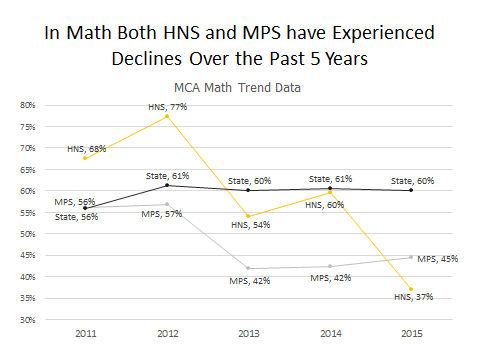 In Math Both HNS and MPS have Experienced
Declines Over the Past 5 Years
MCA Math Trend Data
80%
75%
70%
65%
60%
55%
50%
45%
40%
35%
30%
HNS, 68%
HNS, 77%
HNS, 54%
HNS, 60%
HNS, 37%
State, 56%
State, 61%
State, 60%
State, 61%
State, 60%
MPS, 56%
MPS, 57%
MPS, 42%
MPS, 42%
MPS, 45%
2011
2012
2013
2014
2015